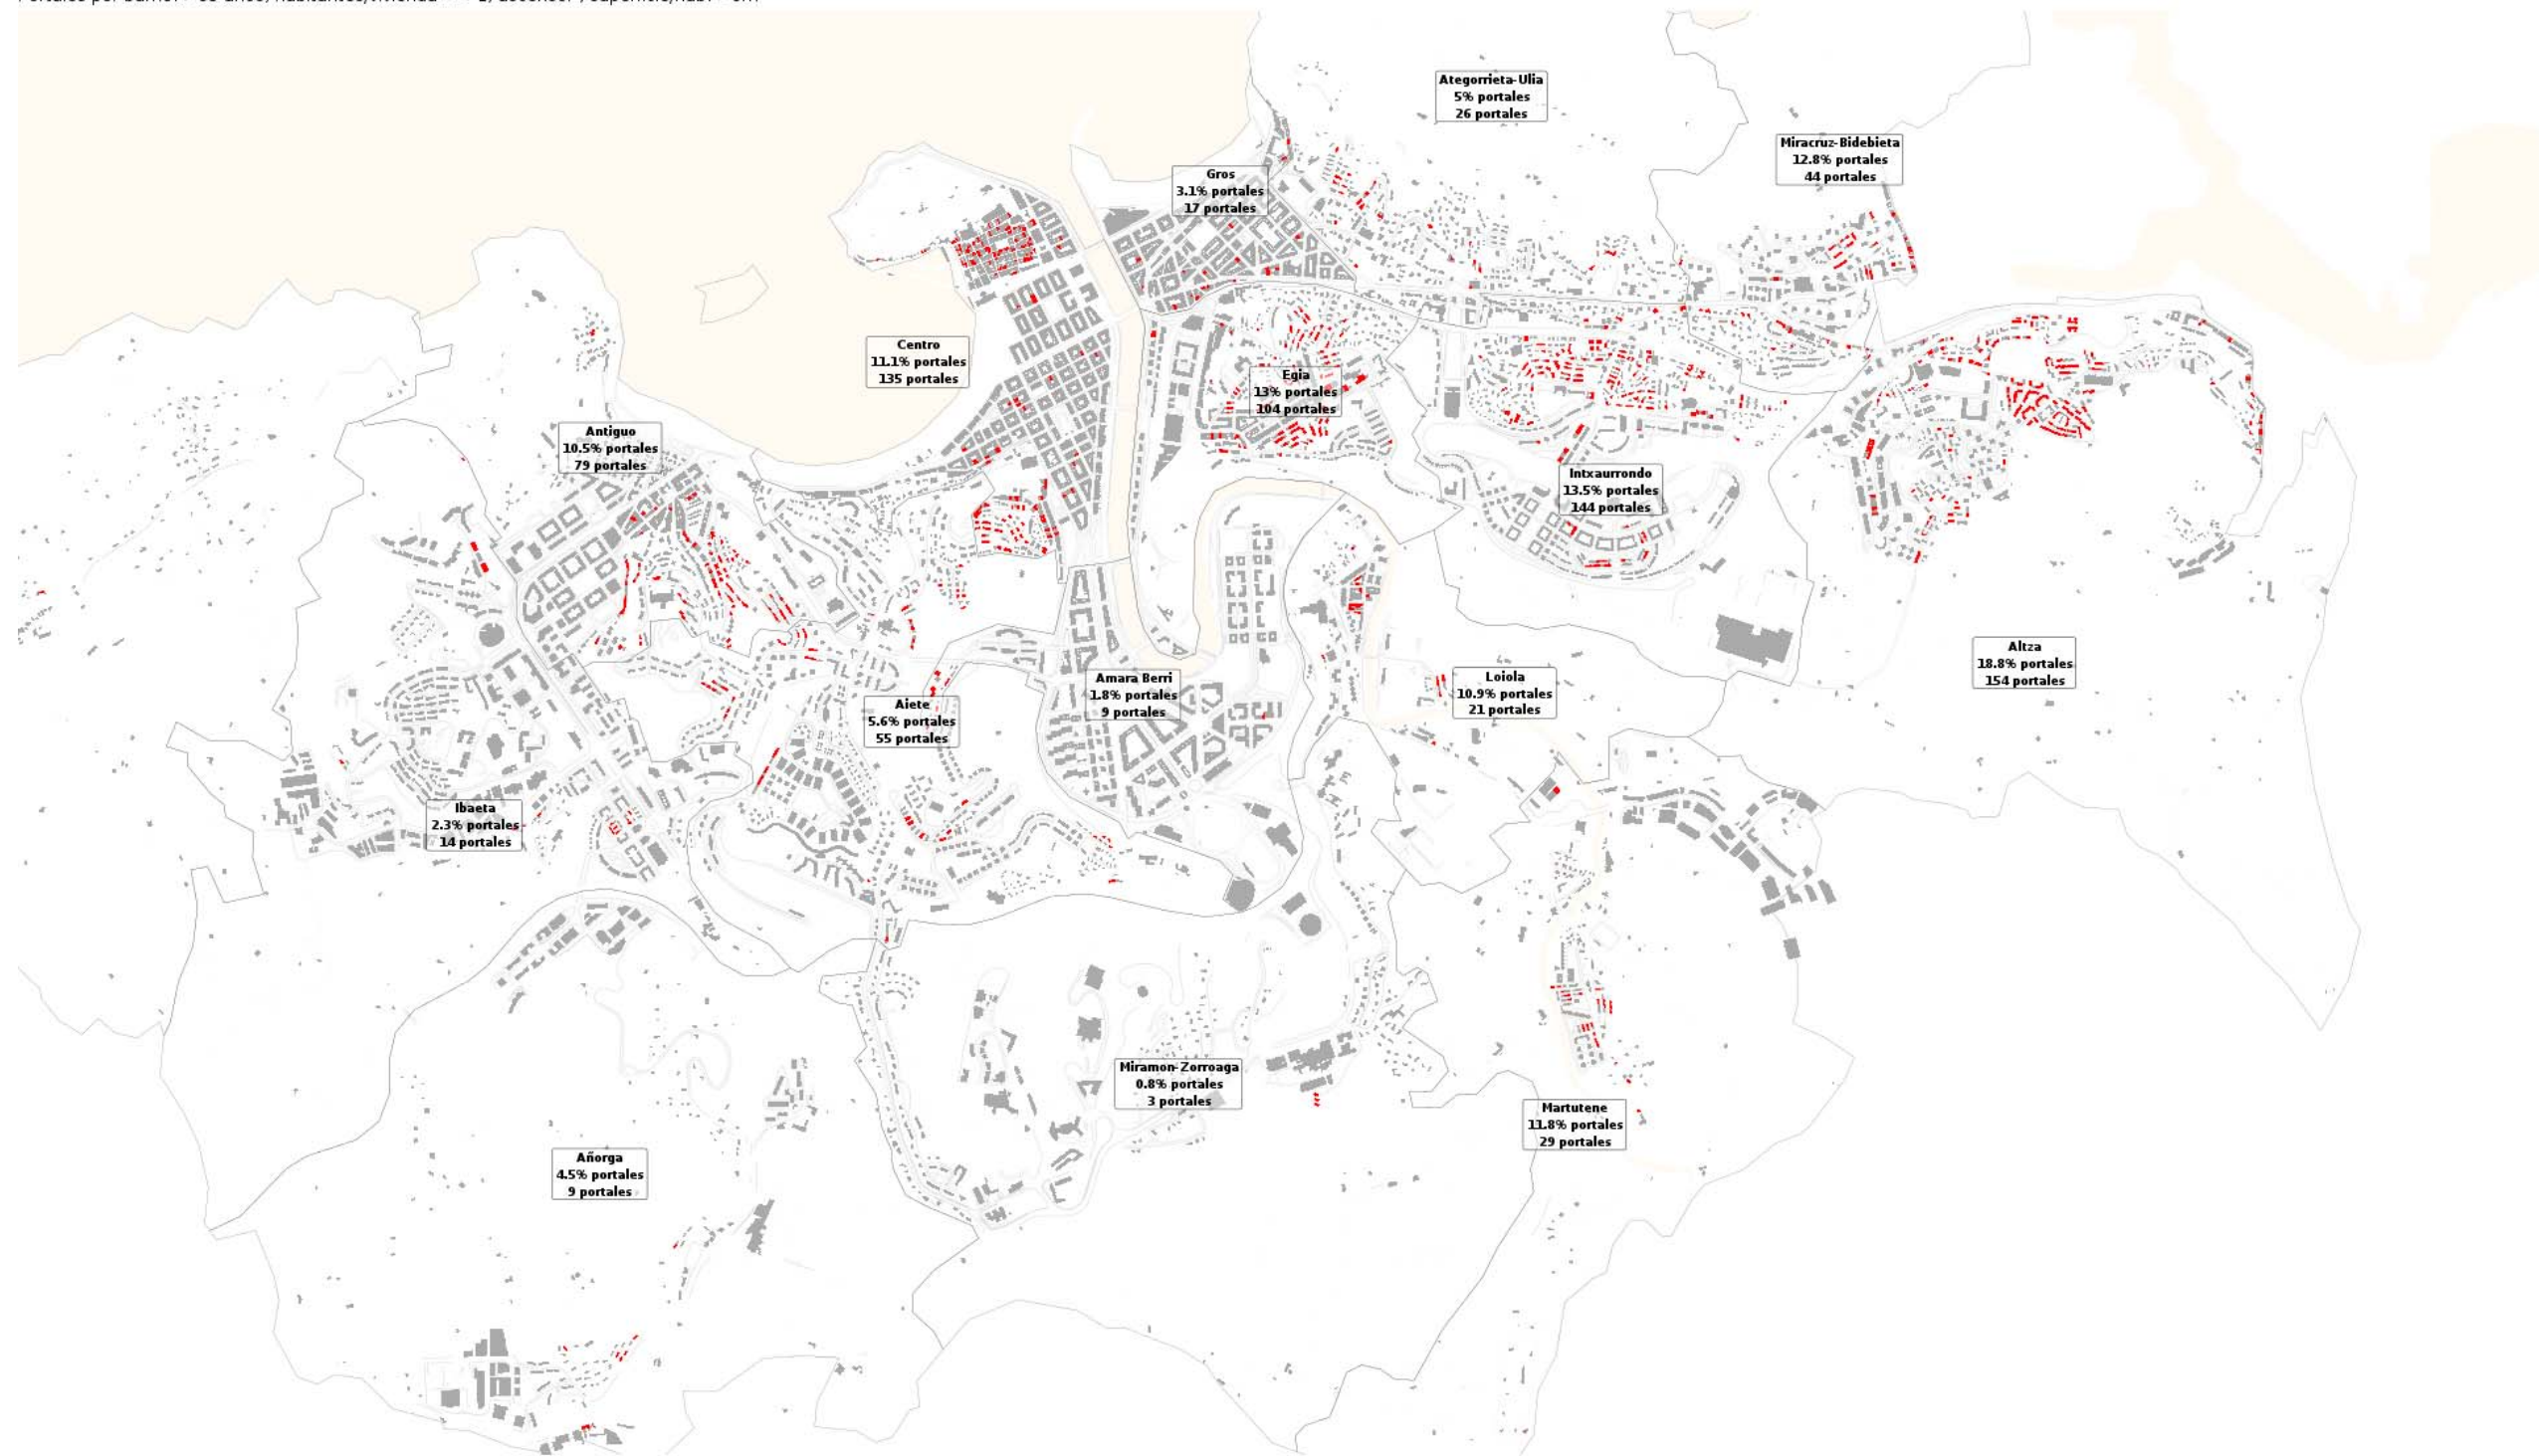 Ategorrieta-Ulia
5% portales
26 portales
Miracruz-Bidebieta
12.8% portales
44 portales
Gros
3.1% portales
17 portales
Centro
11.1% portales
135 portales
Egia
13% portales
104 portales
Antiguo
10.5% portales
79 portales
Intxaurrondo
13.5% portales
144 portales
Altza
18.8% portales
154 portales
Loiola
10.9% portales
21 portales
Amara Berri
1.8% portales
9 portales
Aiete
5.6% portales
55 portales
Ibaeta
2.3% portales
14 portales
Miramon-Zorroaga
0.8% portales
3 portales
Martutene
11.8% portales
29 portales
Añorga
4.5% portales
9 portales